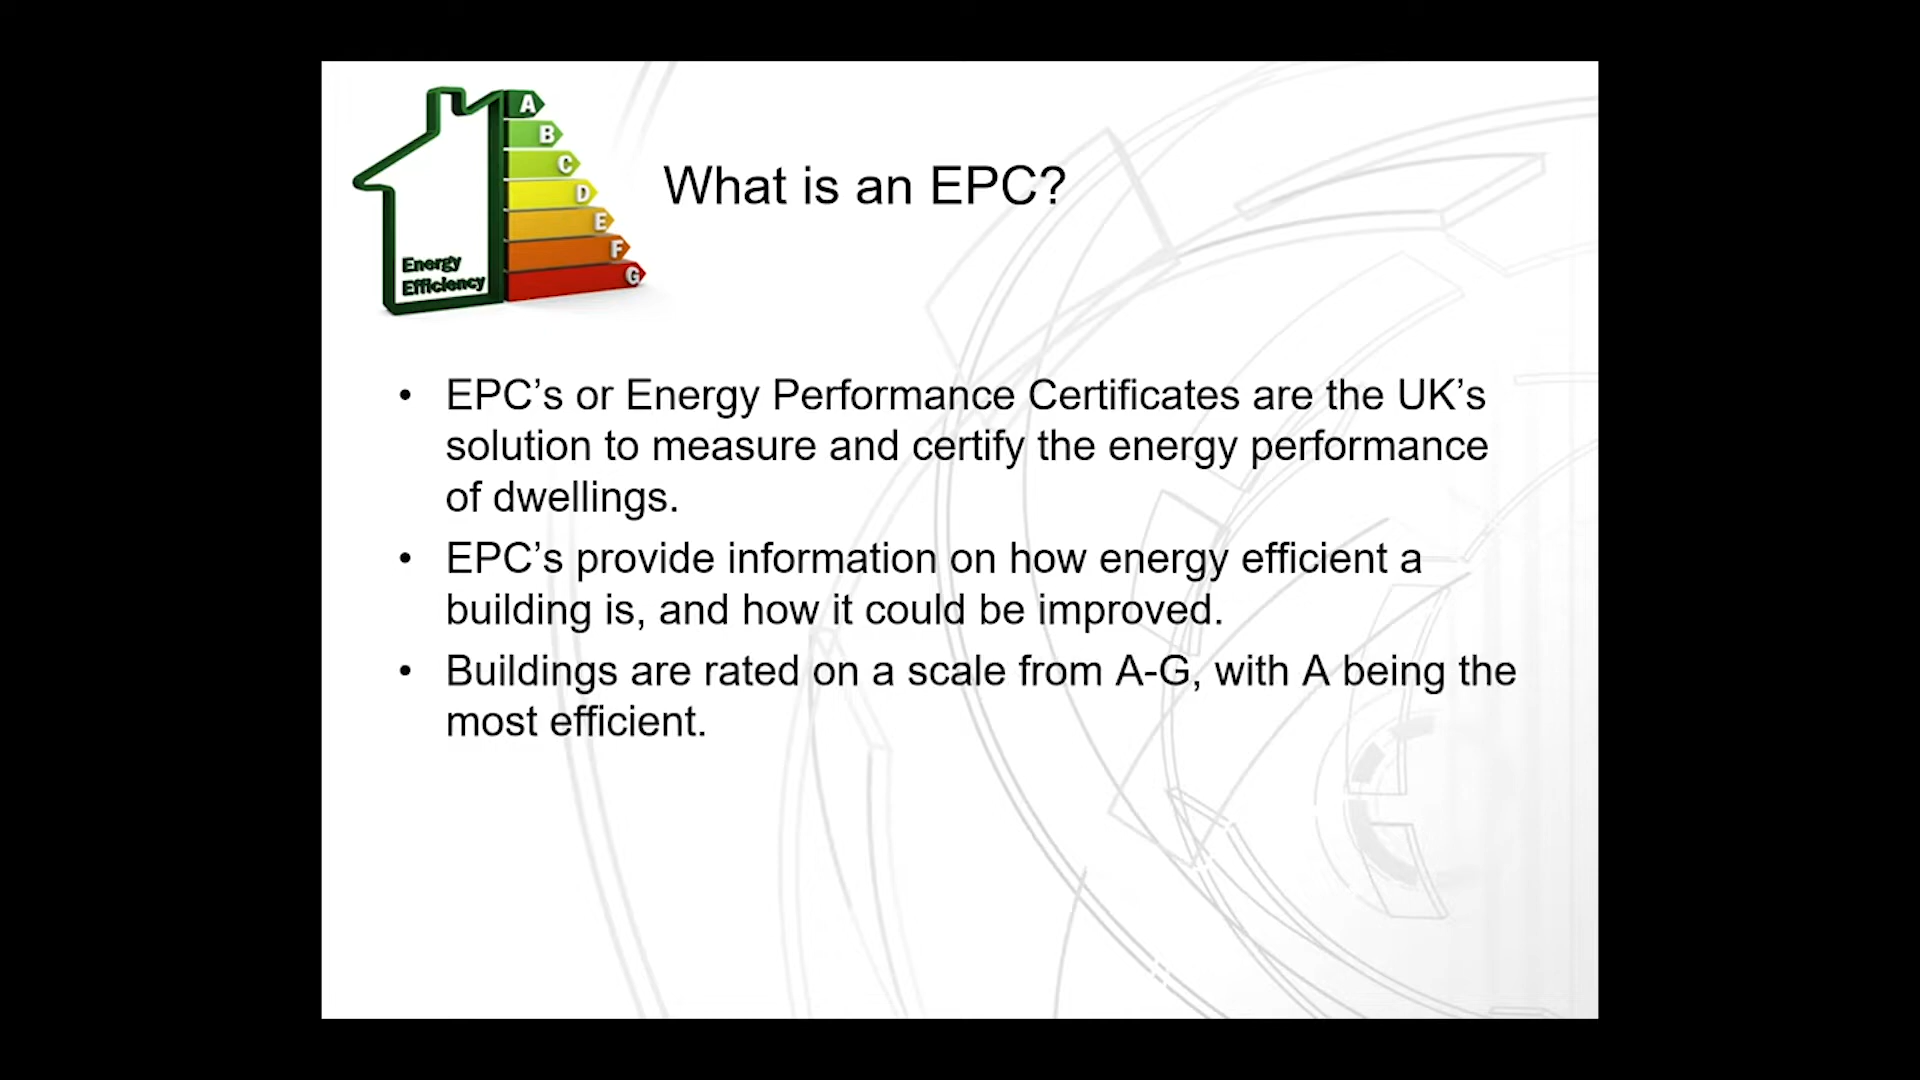 A
B
C
D
E
F
G
Energy
Efficiency
What is an EPC?
• EPC’s or Energy Performance Certificates are the UK’s
solution to measure and certify the energy performance
of dwellings.
• EPC’s provide information on how energy efficient a
building is, and how it could be improved.
• Buildings are rated on a scale from A-G, with A being the
most efficient.